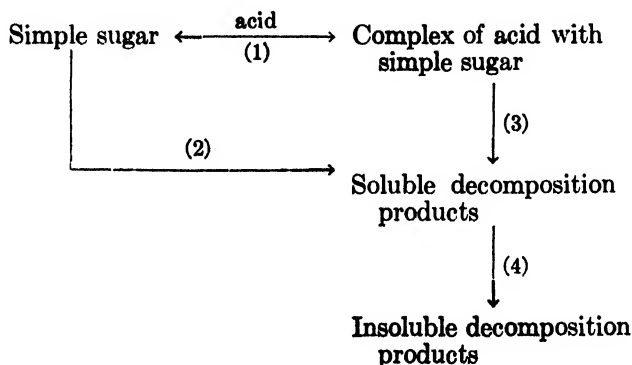 acid
Simple sugar
(1)
Complex of acid with
simple sugar
(3)
(2)
Soluble decomposition
products
(4)
Insoluble decomposition
products